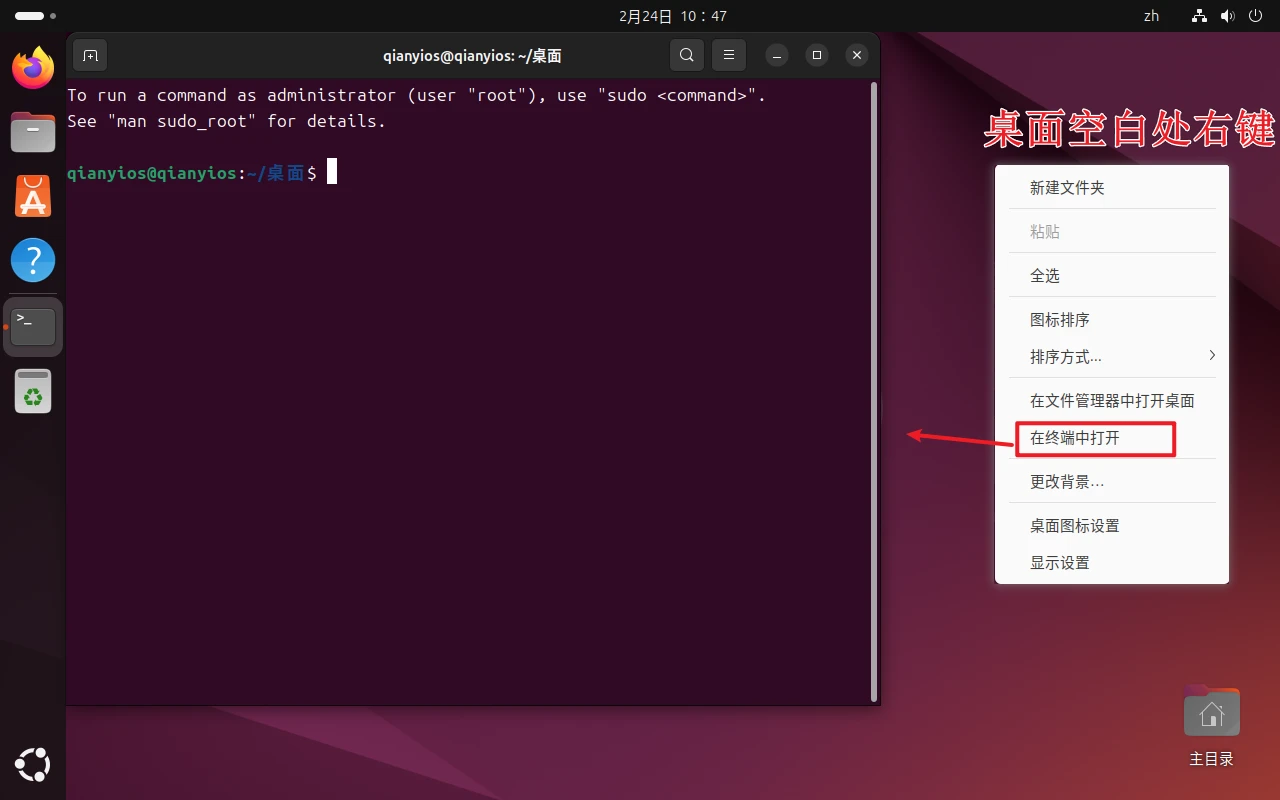 2月24日 10：47
zh
qianyios@qianyios: ~/桌面
To run a command as administrator (user "root"), use "sudo <command>".
See "man sudo_root" for details.
qianyios@qianyios:~/桌面$
桌面空白处右键
新建文件夹
粘贴
全选
图标排序
排序方式...
在文件管理器中打开桌面
在终端中打开
更改背景…
桌面图标设置
显示设置
主目录